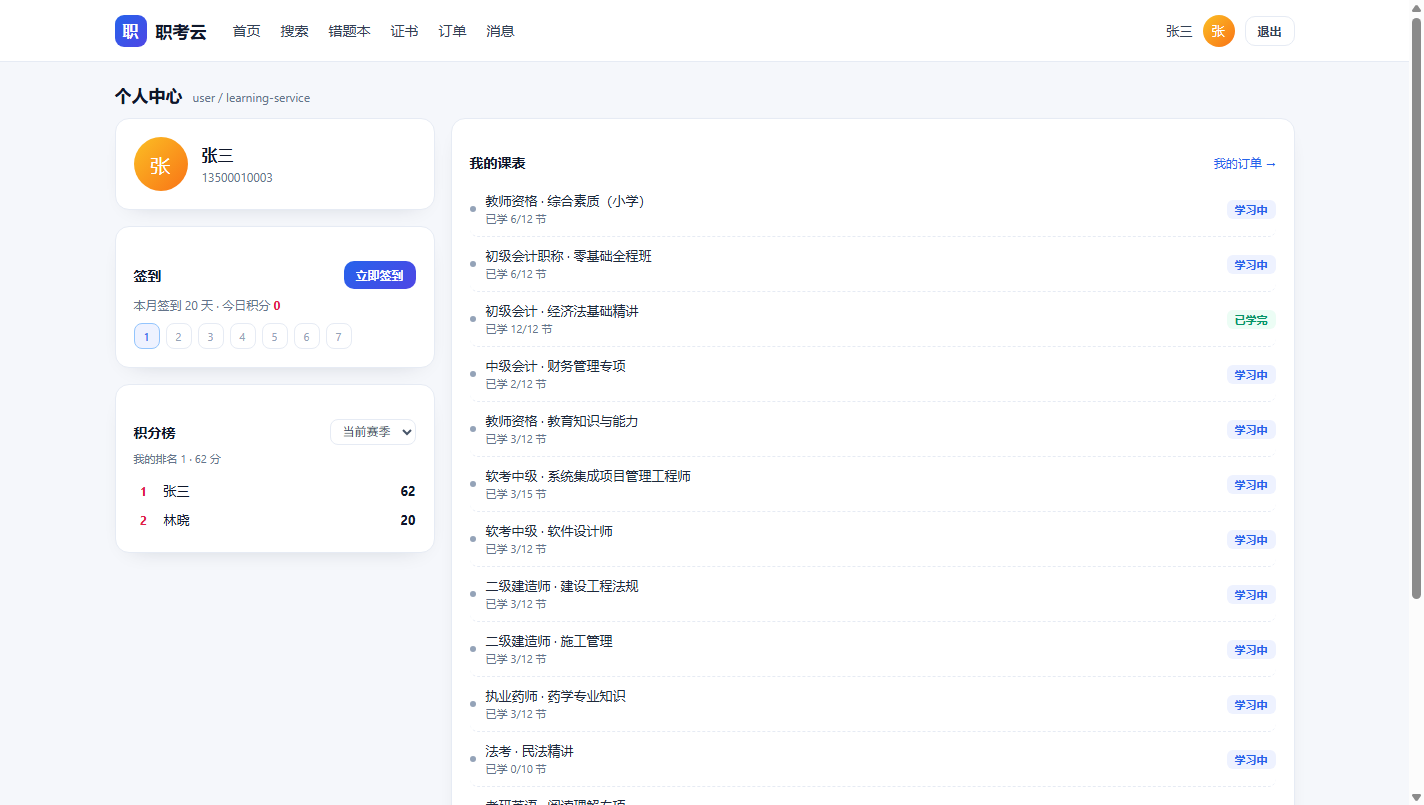 职 职考云 首页 搜索 错题本 证书 订单 消息 张三 张 退出
个人中心 user / learning-service
张 张三
13500010003
签到 立即签到
本月签到 20 天 · 今日积分 0
1 2 3 4 5 6 7
积分榜 当前赛季
我的排名 1 · 62 分
1 张三 62
2 林晓 20
我的课表 我的订单 →
教师资格 · 综合素质（小学） 学习中
已学 6/12 节
初级会计职称 · 零基础全程班 学习中
已学 6/12 节
初级会计 · 经济法基础精讲 已学完
已学 12/12 节
中级会计 · 财务管理专项 学习中
已学 2/12 节
教师资格 · 教育知识与能力 学习中
已学 3/12 节
软考中级 · 系统集成项目管理工程师 学习中
已学 3/15 节
软考中级 · 软件设计师 学习中
已学 3/12 节
二级建造师 · 建设工程法规 学习中
已学 3/12 节
二级建造师 · 施工管理 学习中
已学 3/12 节
执业药师 · 药学专业知识 学习中
已学 3/12 节
法考 · 民法精讲 学习中
已学 0/10 节